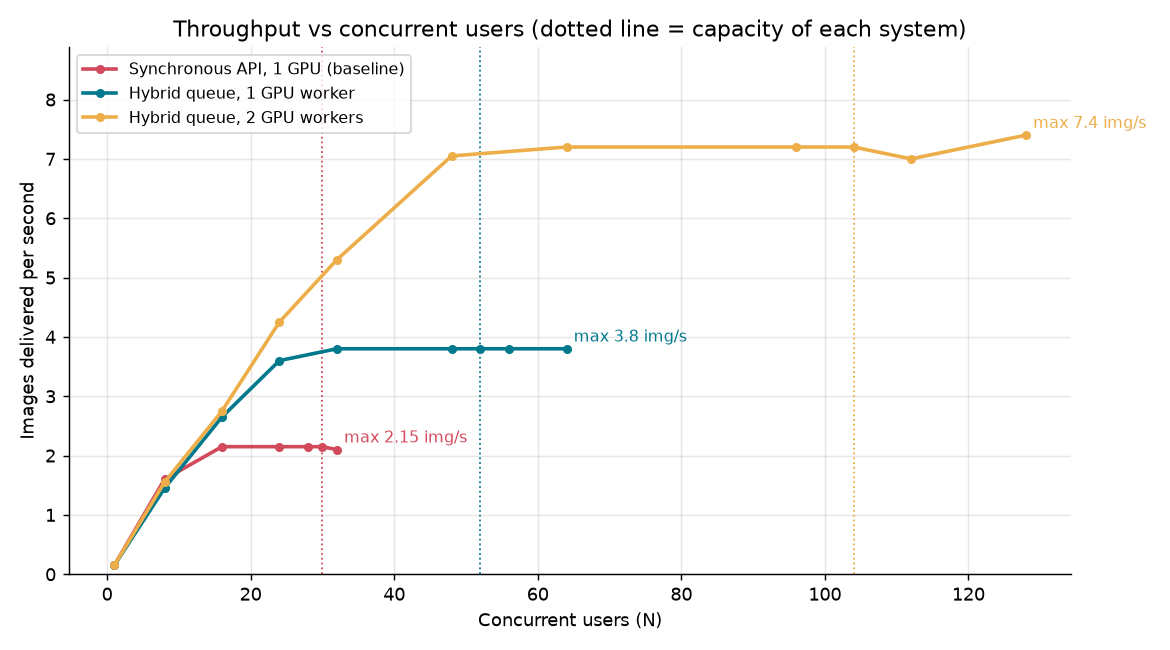 Throughput vs concurrent users (dotted line = capacity of each system)
Synchronous API, 1 GPU (baseline)
Hybrid queue, 1 GPU worker
Hybrid queue, 2 GPU workers
max 7.4 img/s
max 3.8 img/s
max 2.15 img/s
Images delivered per second
8
7
6
5
4
3
2
1
0
0 20 40 60 80 100 120
Concurrent users (N)